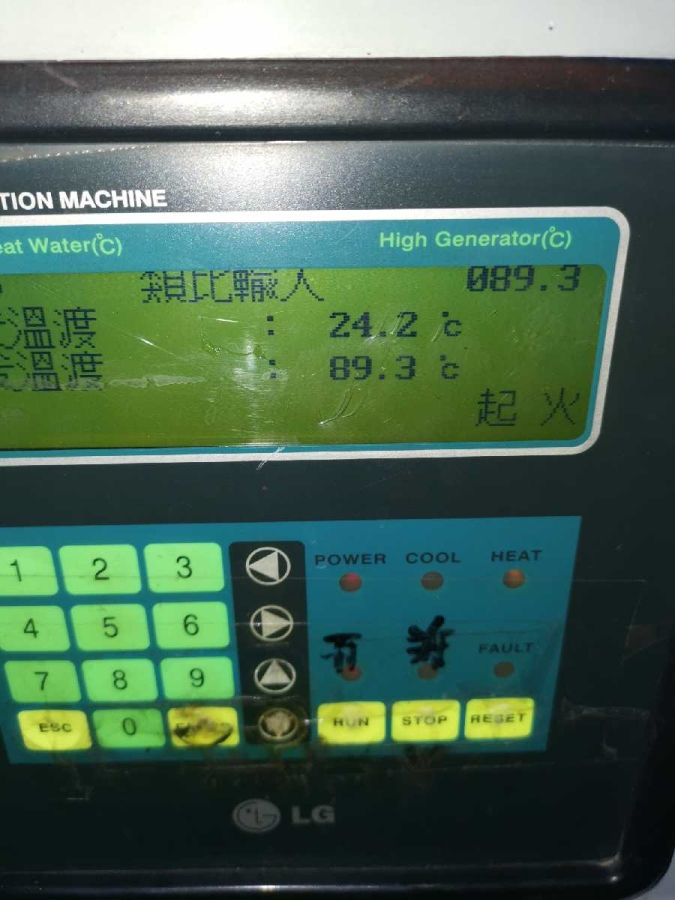 TION MACHINE
eat Water(℃) High Generator(℃)
類比輸入 089.3
溫渡 : 24.2 ℃
溫渡 : 89.3 ℃
起 火
1 2 3 POWER COOL HEAT
4 5 6
7 8 9 FAULT
ESC 0 RUN STOP RESET
LG